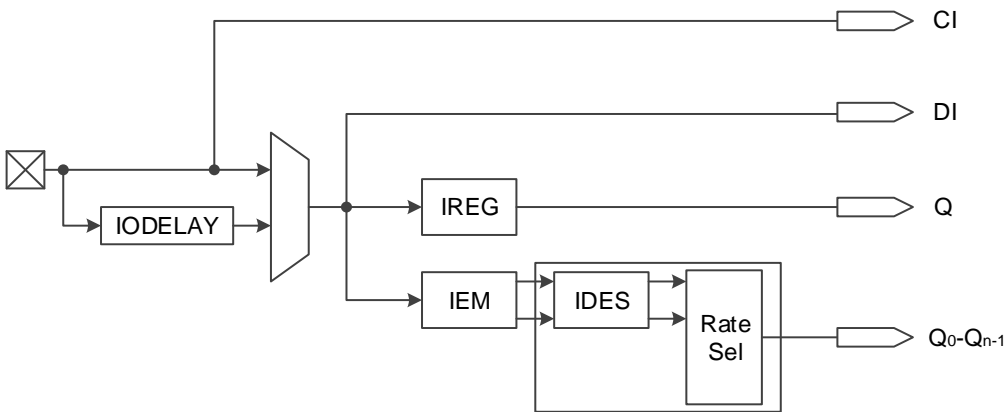 CI
DI
IODELAY
IREG
Q
IEM
IDES
Rate
Sel
Q0-Qn-1